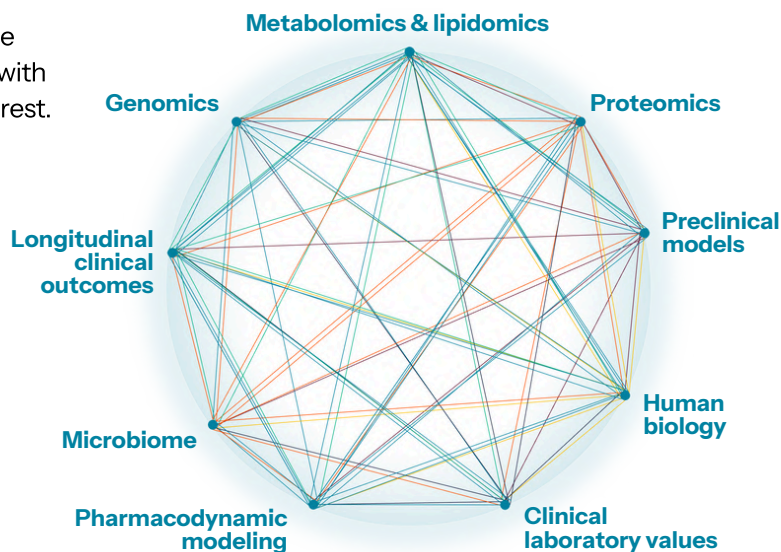 e
with
rest.
Metabolomics & lipidomics
Genomics
Proteomics
Longitudinal
clinical
outcomes
Preclinical
models
Microbiome
Human
biology
Pharmacodynamic
modeling
Clinical
laboratory values